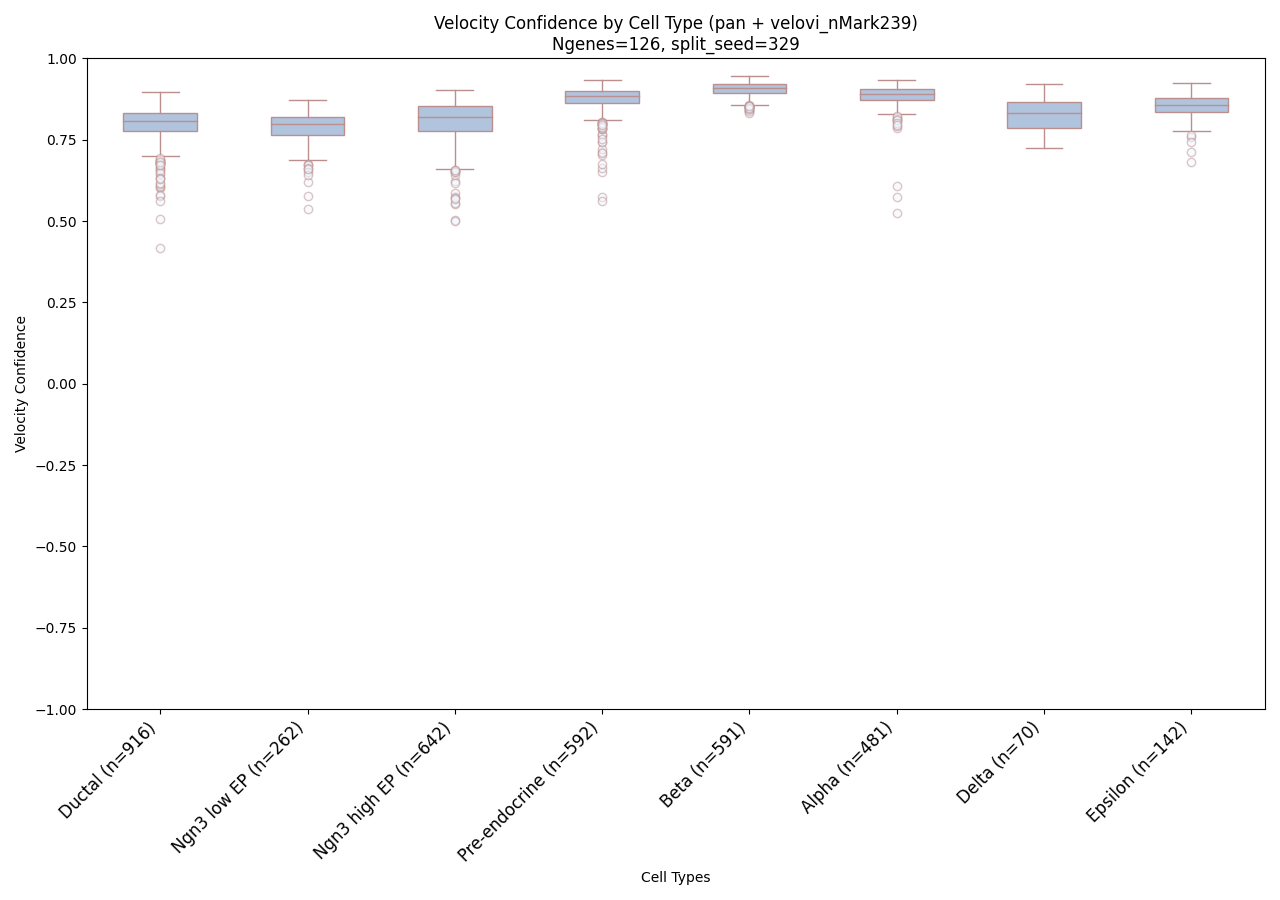 Velocity Confidence by Cell Type (pan + velovi_nMark239)
Ngenes=126, split_seed=329
1.00
0.75
0.50
0.25
0.00
−0.25
−0.50
−0.75
−1.00
Velocity Confidence
Ductal (n=916)
Ngn3 low EP (n=262)
Ngn3 high EP (n=642)
Pre-endocrine (n=592)
Beta (n=591)
Alpha (n=481)
Delta (n=70)
Epsilon (n=142)
Cell Types